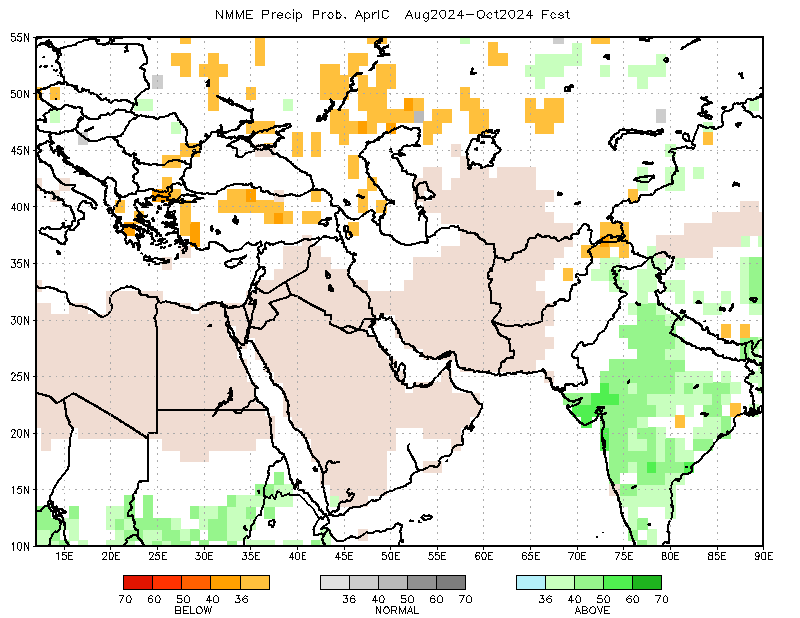 NMME Precip Prob. AprIC  Aug2024-Oct2024 Fcst
55N
50N
45N
40N
35N
30N
25N
20N
15N
10N
15E 20E 25E 30E 35E 40E 45E 50E 55E 60E 65E 70E 75E 80E 85E 90E
70 60 50 40 36
BELOW
36 40 50 60 70
NORMAL
36 40 50 60 70
ABOVE